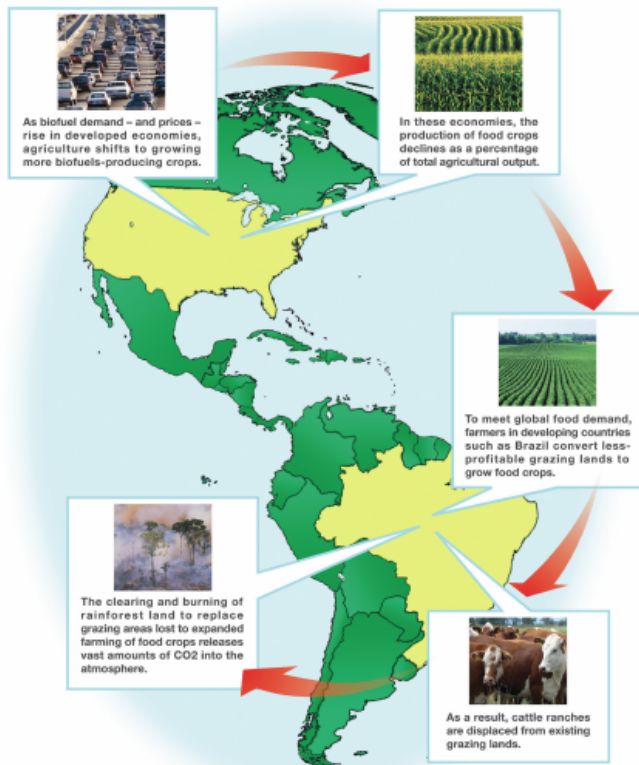 As biofuel demand – and prices –
rise in developed economies,
agriculture shifts to growing
more biofuels-producing crops.
In these economies, the
production of food crops
declines as a percentage
of total agricultural output.
To meet global food demand,
farmers in developing countries
such as Brazil convert less-
profitable grazing lands to
grow food crops.
As a result, cattle ranches
are displaced from existing
grazing lands.
The clearing and burning of
rainforest land to replace
grazing areas lost to expanded
farming of food crops releases
vast amounts of CO2 into the
atmosphere.